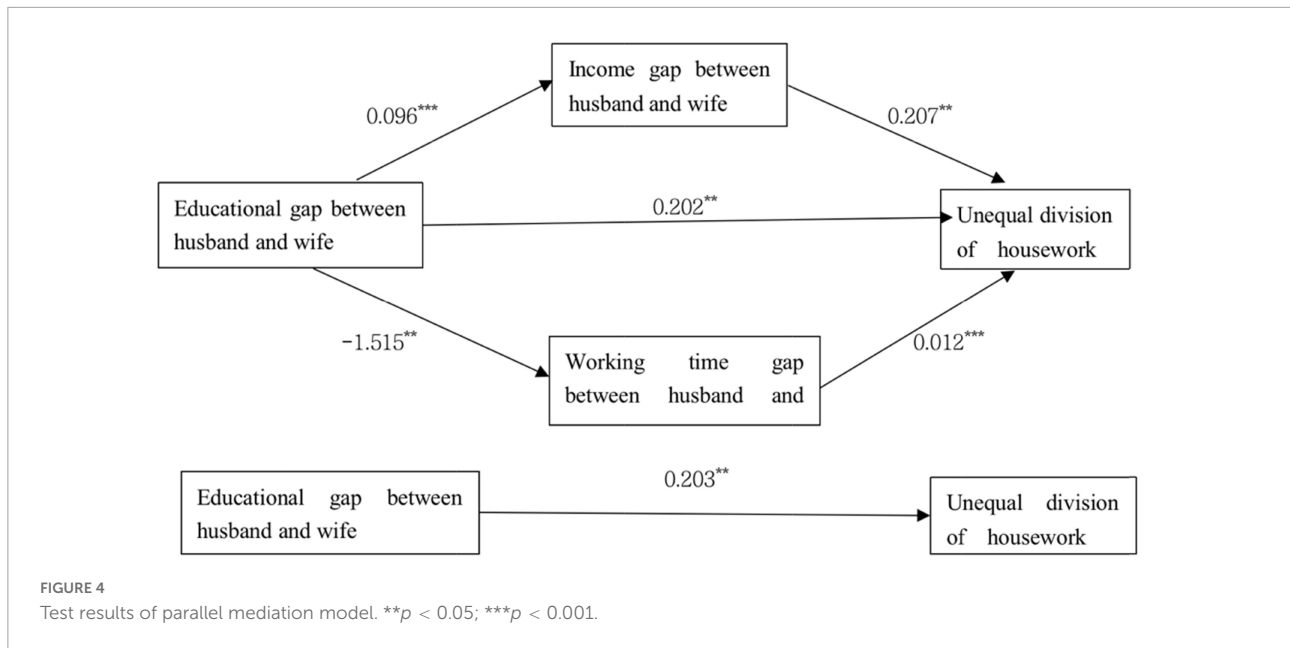 Income gap between
husband and wife
0.096***
0.207**
Educational gap between
husband and wife
0.202**
Unequal division
of housework
-1.515**
0.012***
Working time gap
between husband and
Educational gap between
husband and wife
0.203**
Unequal division
of housework
FIGURE 4
Test results of parallel mediation model. **p < 0.05; ***p < 0.001.